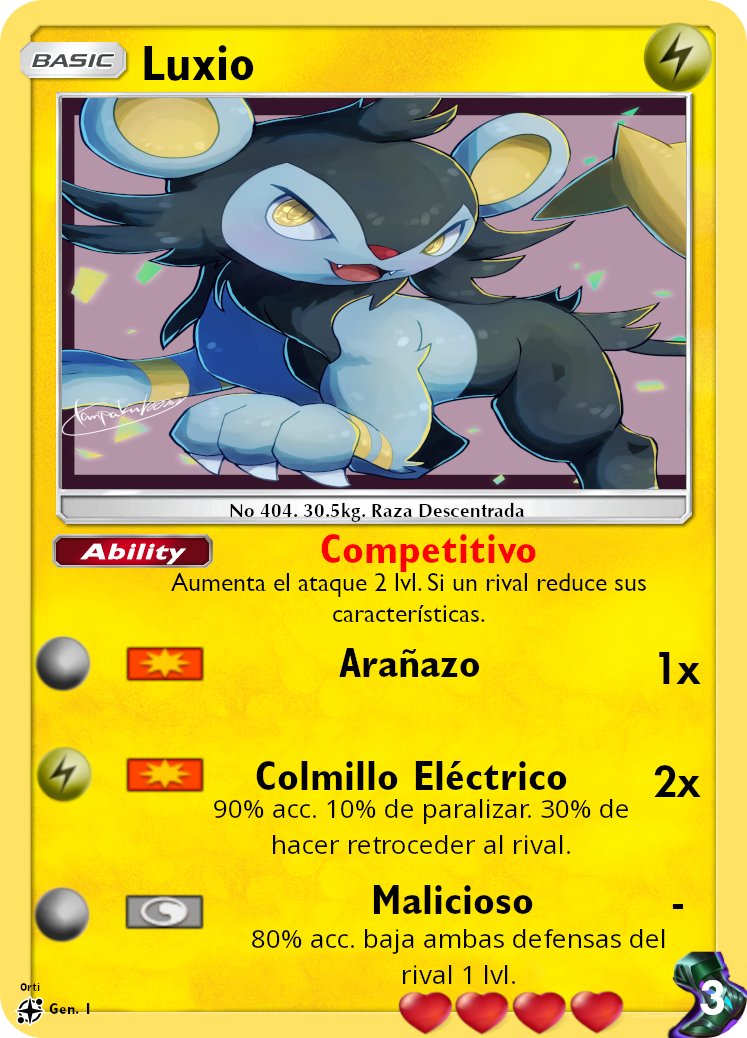 BASIC Luxio
No 404. 30.5kg. Raza Descentrada
Ability Competitivo
Aumenta el ataque 2 lvl. Si un rival reduce sus
características.
Arañazo 1x
Colmillo Eléctrico 2x
90% acc. 10% de paralizar. 30% de
hacer retroceder al rival.
Malicioso -
80% acc. baja ambas defensas del
rival 1 lvl.
Orti
Gen. 1
3